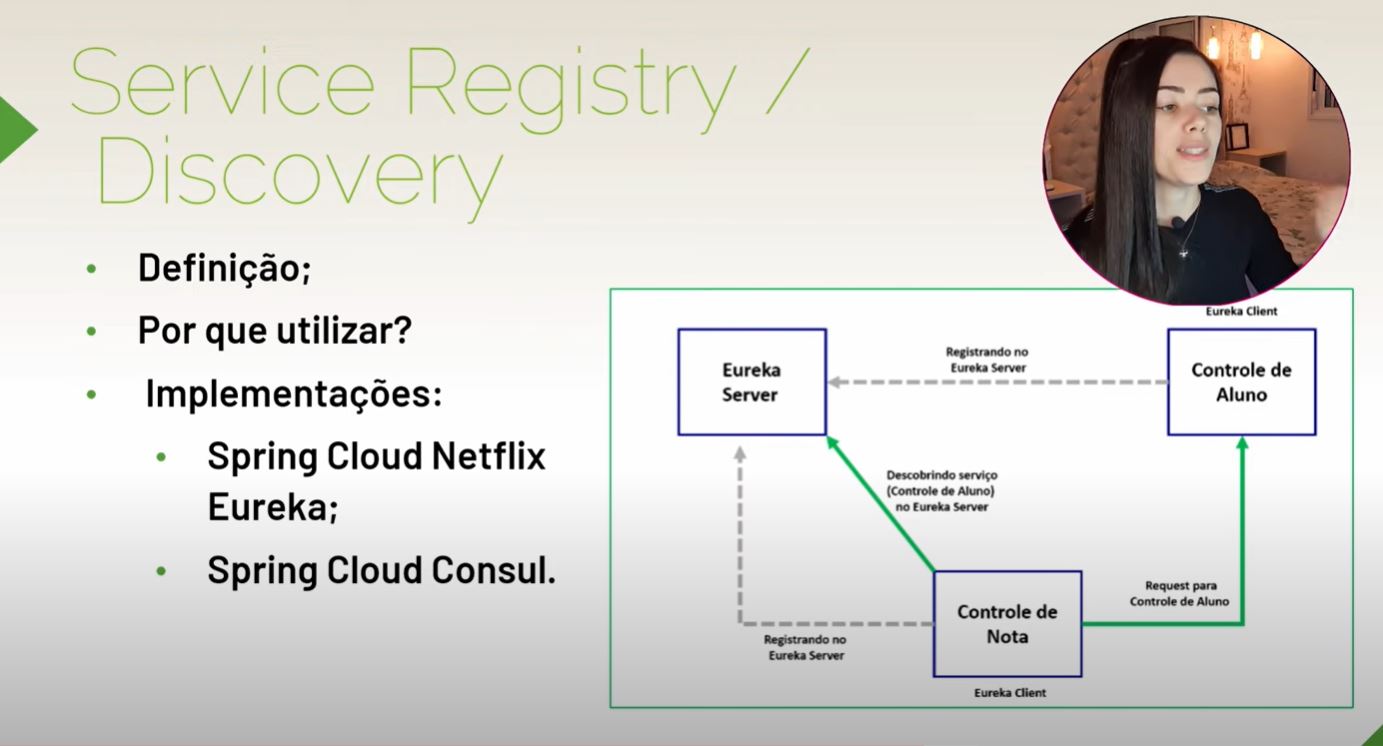 Service Registry /
Discovery
• Definição;
• Por que utilizar?
• Implementações:
• Spring Cloud Netflix
Eureka;
• Spring Cloud Consul.
Eureka Client
Eureka
Server
Registrando no
Eureka Server
Controle de
Aluno
Descobrindo serviço
(Controle de Aluno)
no Eureka Server
Request para
Controle de Aluno
Controle de
Nota
Registrando no
Eureka Server
Eureka Client